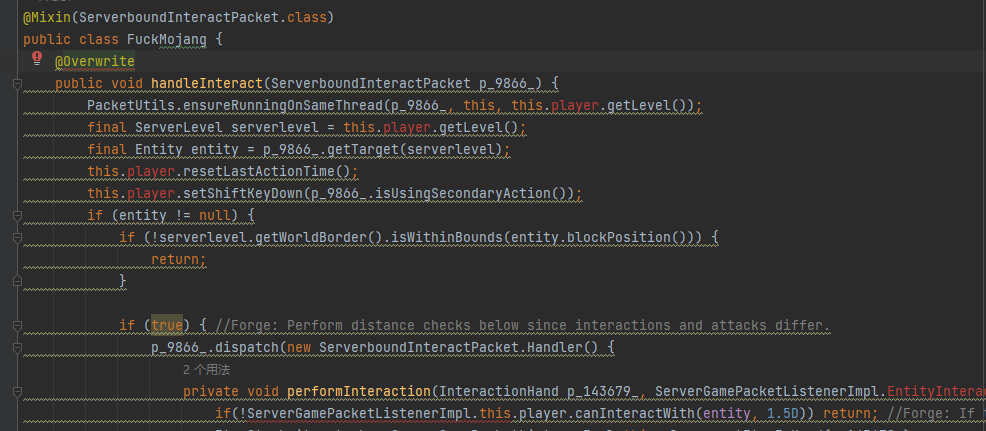 @Mixin(ServerboundInteractPacket.class)
public class FuckMojang {
@Overwrite
public void handleInteract(ServerboundInteractPacket p_9866_) {
PacketUtils.ensureRunningOnSameThread(p_9866_, this, this.player.getLevel());
final ServerLevel serverlevel = this.player.getLevel();
final Entity entity = p_9866_.getTarget(serverlevel);
this.player.resetLastActionTime();
this.player.setShiftKeyDown(p_9866_.isUsingSecondaryAction());
if (entity != null) {
if (!serverlevel.getWorldBorder().isWithinBounds(entity.blockPosition())) {
return;
}
if (true) { //Forge: Perform distance checks below since interactions and attacks differ.
p_9866_.dispatch(new ServerboundInteractPacket.Handler() {
2 个用法
private void performInteraction(InteractionHand p_143679_, ServerGamePacketListenerImpl.EntityInterac
if(!ServerGamePacketListenerImpl.this.player.canInteractWith(entity, 1.5D)) return; //Forge: If